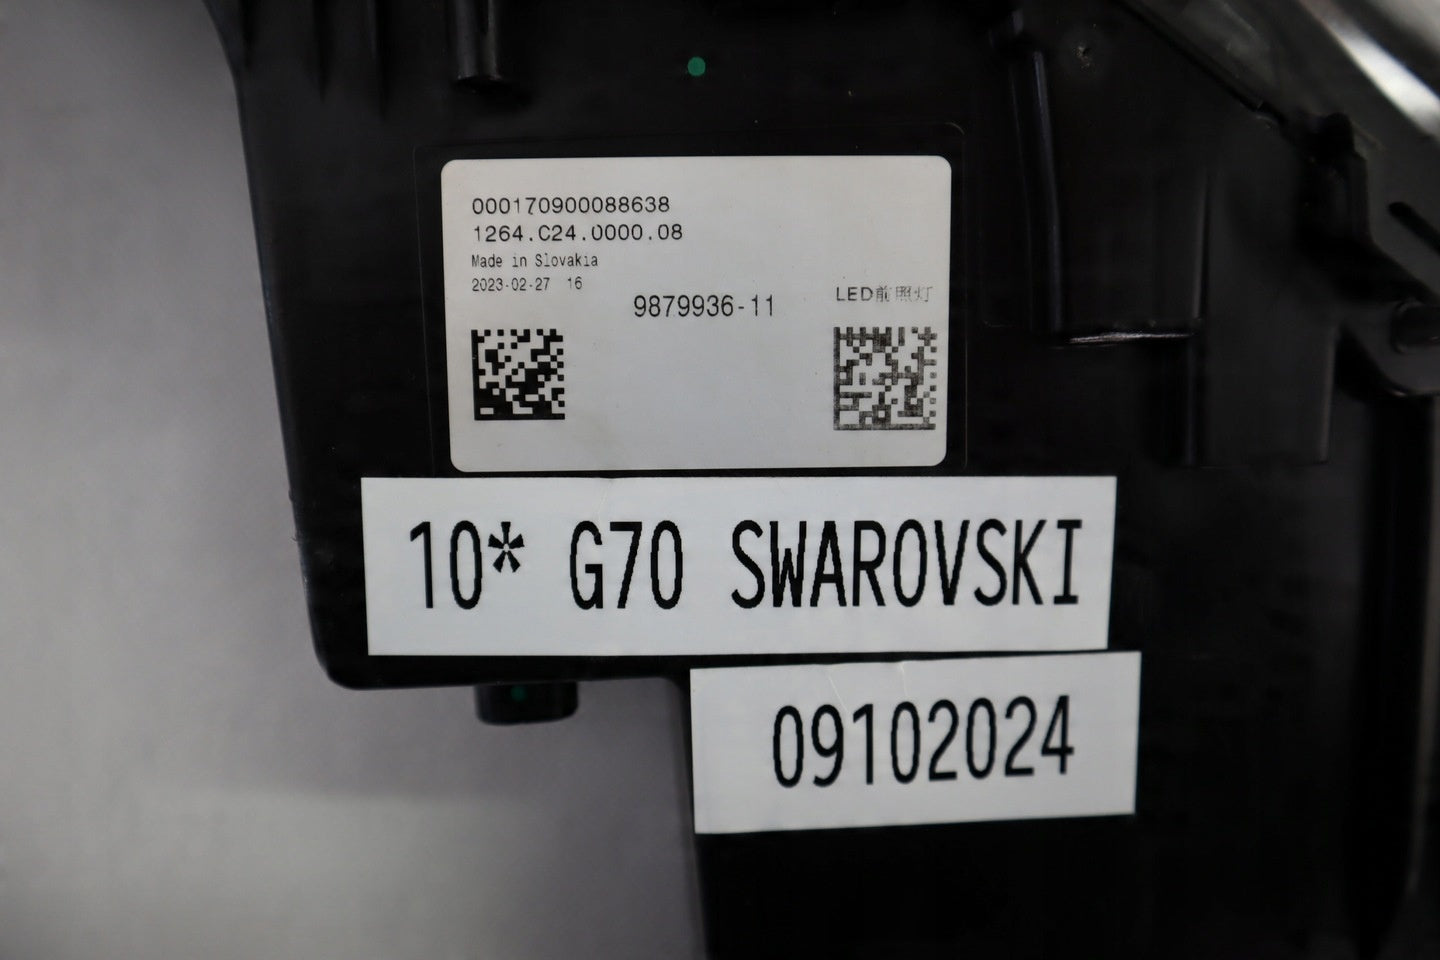 000170900088638
1264.C24.0000.08
Made in Slovakia
2023-02-27 16
9879936-11
LED前照灯
10* G70 SWAROVSKI
09102024